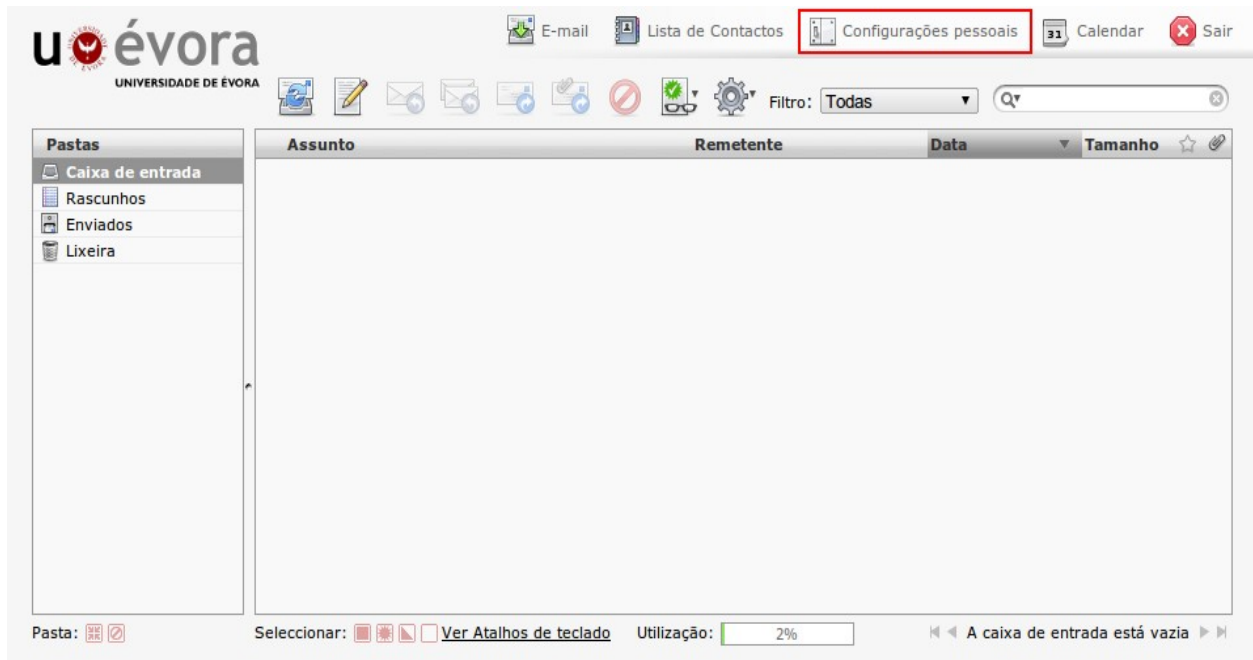 u évora
UNIVERSIDADE DE ÉVORA
E-mail Lista de Contactos Configurações pessoais 31 Calendar Sair
Filtro: Todas
Pastas
Caixa de entrada
Rascunhos
Enviados
Lixeira
Assunto Remetente Data Tamanho
Pasta:
Seleccionar: Ver Atalhos de teclado Utilização: 2% A caixa de entrada está vazia